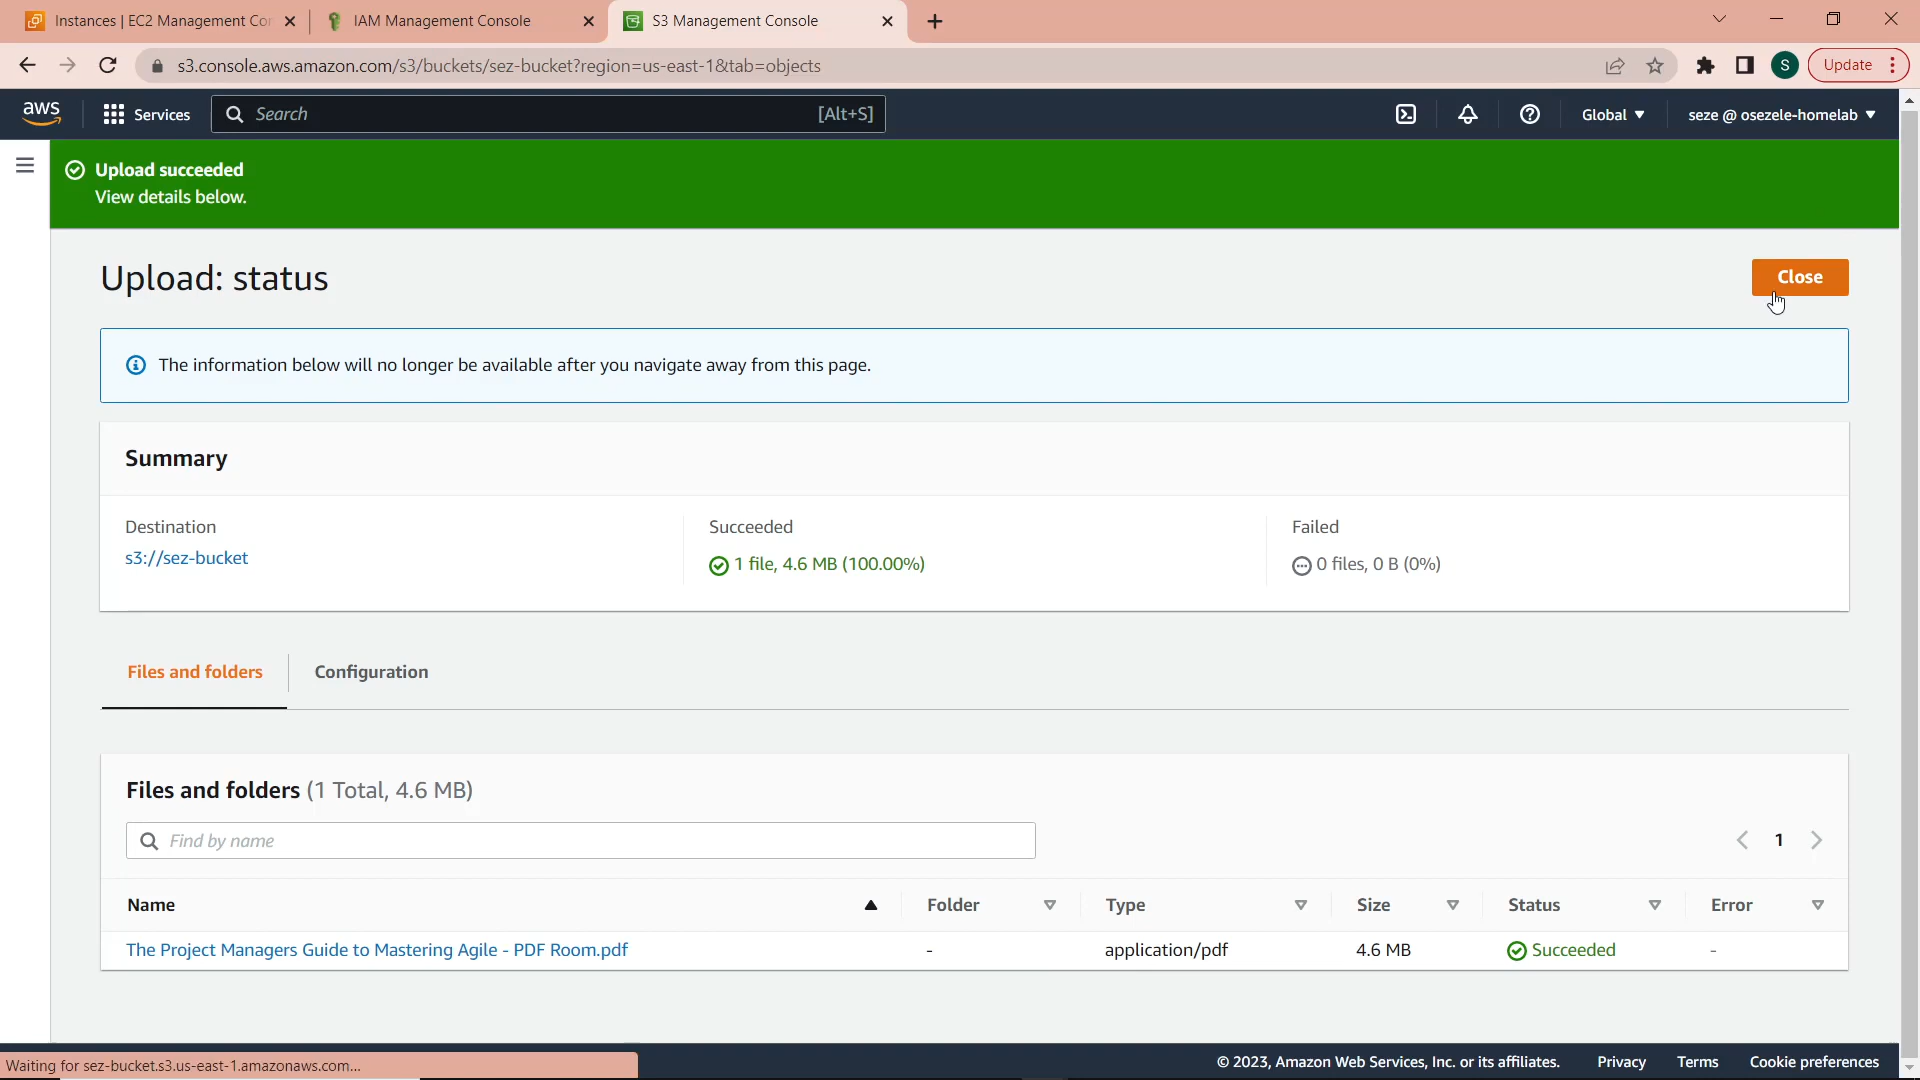 Instances | EC2 Management Con
IAM Management Console
S3 Management Console
s3.console.aws.amazon.com/s3/buckets/sez-bucket?region=us-east-1&tab=objects
S
Update
aws
Services
Search
[Alt+S]
Global
seze @ osezele-homelab
Upload succeeded
View details below.
Upload: status
Close
The information below will no longer be available after you navigate away from this page.
Summary
Destination
Succeeded
Failed
s3://sez-bucket
1 file, 4.6 MB (100.00%)
0 files, 0 B (0%)
Files and folders
Configuration
Files and folders (1 Total, 4.6 MB)
Find by name
1
Name
Folder
Type
Size
Status
Error
The Project Managers Guide to Mastering Agile - PDF Room.pdf
-
application/pdf
4.6 MB
Succeeded
-
Waiting for sez-bucket.s3.us-east-1.amazonaws.com...
© 2023, Amazon Web Services, Inc. or its affiliates.
Privacy
Terms
Cookie preferences